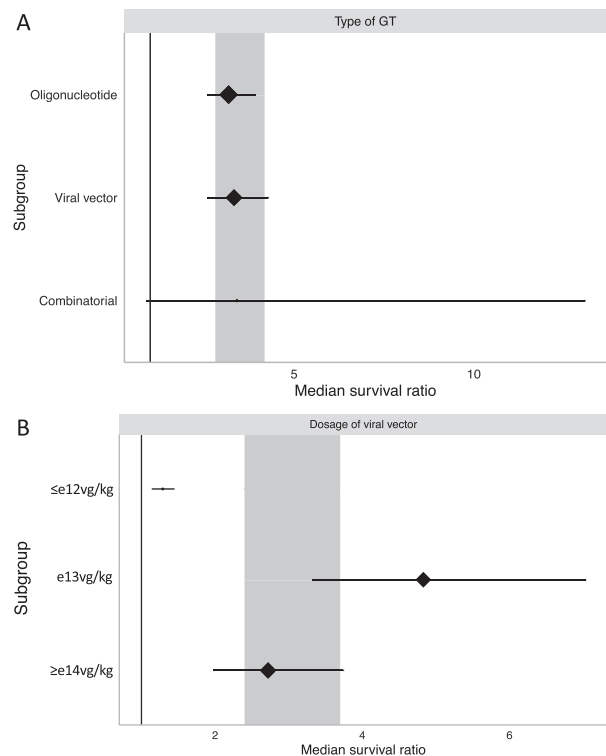 A
Type of GT
Oligonucleotide
Viral vector
Combinatorial
Subgroup
5 10
Median survival ratio
B
Dosage of viral vector
≤e12vg/kg
e13vg/kg
≥e14vg/kg
Subgroup
2 4 6
Median survival ratio